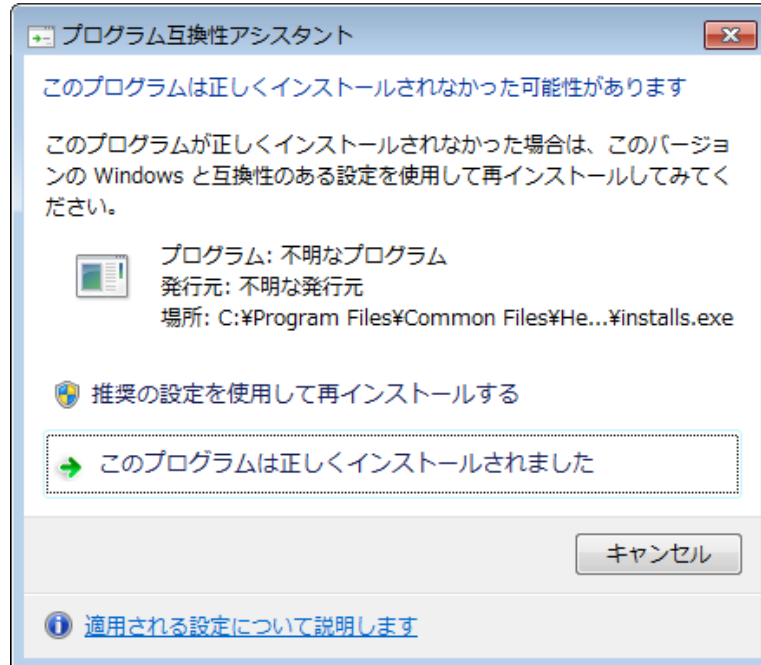 プログラム互換性アシスタント
このプログラムは正しくインストールされなかった可能性があります
このプログラムが正しくインストールされなかった場合は、このバージョ
ンの Windows と互換性のある設定を使用して再インストールしてみてく
ださい。
プログラム: 不明なプログラム
発行元: 不明な発行元
場所: C:¥Program Files¥Common Files¥He...¥installs.exe
推奨の設定を使用して再インストールする
このプログラムは正しくインストールされました
キャンセル
適用される設定について説明します